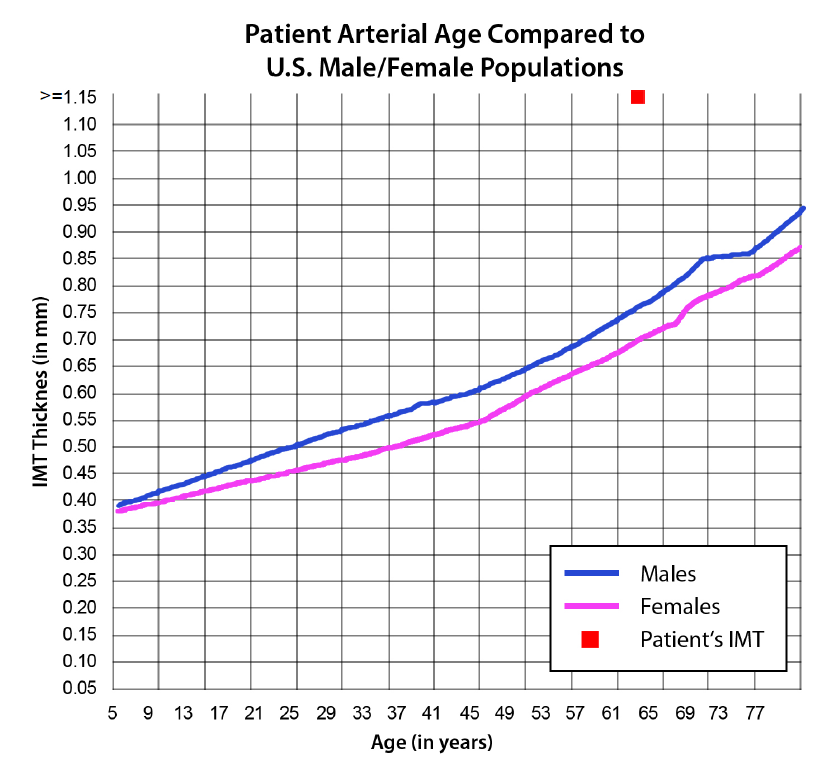 Patient Arterial Age Compared to
U.S. Male/Female Populations
>=1.15
1.10
1.05
1.00
0.95
0.90
0.85
0.80
0.75
0.70
0.65
0.60
0.55
0.50
0.45
0.40
0.35
0.30
0.25
0.20
0.15
0.10
0.05
IMT Thicknes (in mm)
Males
Females
Patient's IMT
5 9 13 17 21 25 29 33 37 41 45 49 53 57 61 65 69 73 77
Age (in years)